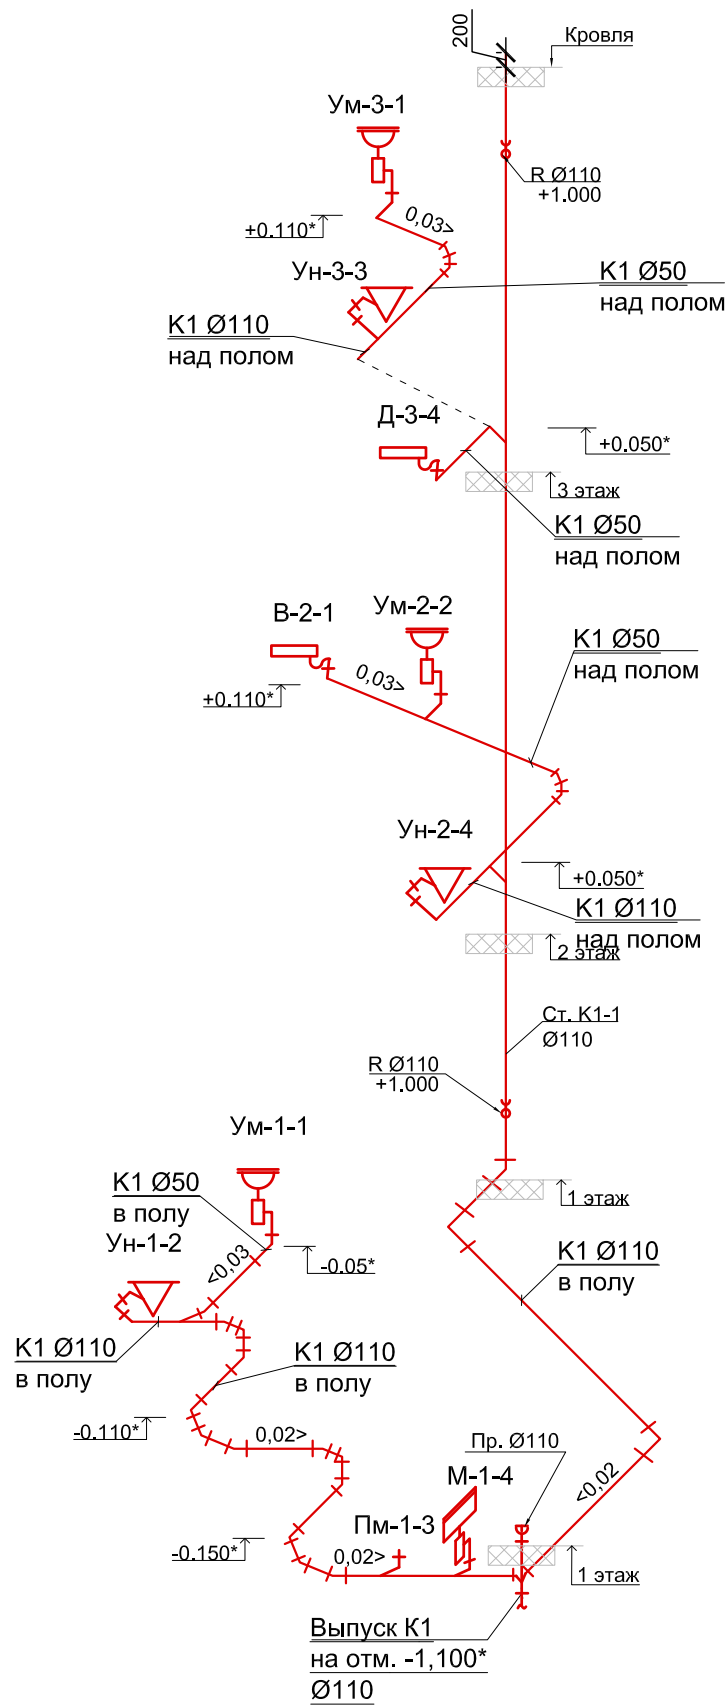 200
Кровля
Ум-3-1
R Ø110
+1.000
+0.110*
0,03>
Ун-3-3
К1 Ø50
над полом
К1 Ø110
над полом
Д-3-4
+0.050*
3 этаж
К1 Ø50
над полом
В-2-1
Ум-2-2
К1 Ø50
над полом
0,03>
+0.110*
Ун-2-4
+0.050*
К1 Ø110
над полом
2 этаж
Ст. К1-1
Ø110
R Ø110
+1.000
Ум-1-1
К1 Ø50
в полу
1 этаж
Ун-1-2
<0,03
-0.05*
К1 Ø110
в полу
К1 Ø110
в полу
К1 Ø110
в полу
-0.110*
0,02>
Пр. Ø110
М-1-4
<0,02
Пм-1-3
-0.150*
0,02>
1 этаж
Выпуск К1
на отм. -1,100*
Ø110